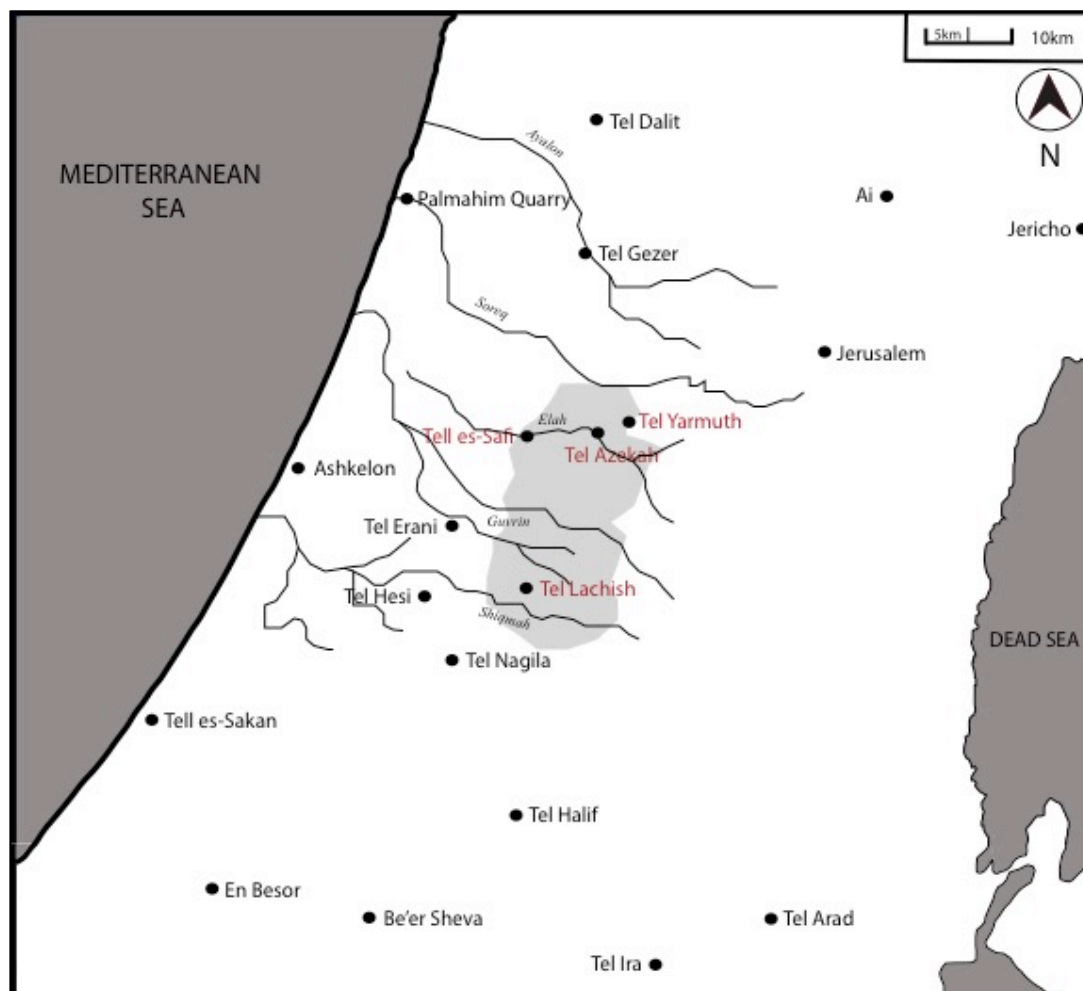 5km
10km
N
MEDITERRANEAN
SEA
Tel Dalit
Ayalon
Ai
Palmahim Quarry
Jericho
Tel Gezer
Soreq
Jerusalem
Tel Yarmuth
Elah
Tell es-Safi
Tel Azekah
Ashkelon
Guvrin
Tel Erani
Tel Lachish
Tel Hesi
Shiqmah
DEAD SEA
Tel Nagila
Tell es-Sakan
Tel Halif
En Besor
Be'er Sheva
Tel Arad
Tel Ira